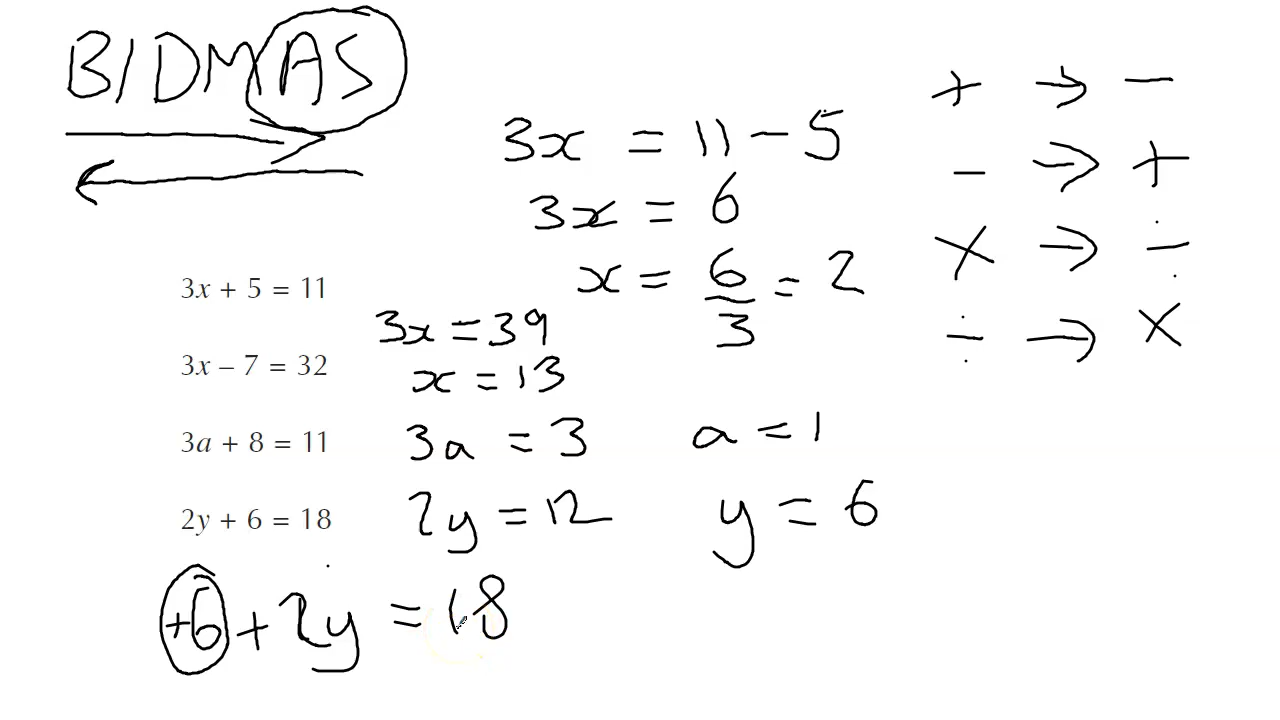 BIDMAS
+ → −
3x = 11 − 5
− → +
3x = 6
× → ÷
x = 6/3 = 2
3x + 5 = 11
÷ → ×
3x = 39
3x – 7 = 32
x = 13
3a + 8 = 11
3a = 3
a = 1
2y + 6 = 18
2y = 12
y = 6
+6 + 2y = 18